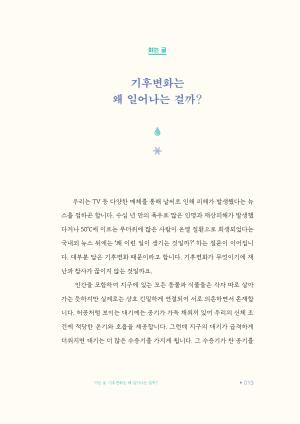 여는 글
기후변화는
왜 일어나는 걸까?
우리는 TV 등 다양한 매체를 통해 날씨로 인해 피해가 발생했다는 뉴
스를 접하곤 합니다. 수십 년 만의 폭우로 많은 인명과 재산피해가 발생했
다거나 50℃에 이르는 무더위에 많은 사람이 온열 질환으로 희생되었다는
국내외 뉴스 뒤에는 '왜 이런 일이 생기는 것일까?' 하는 질문이 이어집니
다. 대부분 답은 기후변화 때문이라고 합니다. 기후변화가 무엇이기에 재
난과 참사가 끊이지 않는 것일까요.
인간을 포함하여 지구에 있는 모든 동물과 식물들은 각자 따로 살아
가는 듯하지만 실제로는 상호 긴밀하게 연결되어 서로 의존하면서 존재합
니다. 허공처럼 보이는 대기에는 공기가 가득 채워져 있어 우리의 신체 조
건에 적당한 온기와 호흡을 제공합니다. 그런데 지구의 대기가 급격하게
더워지면 대기는 더 많은 수증기를 가지게 됩니다. 그 수증기가 찬 공기를
여는 글 기후변화는 왜 일어나는 걸까?
013